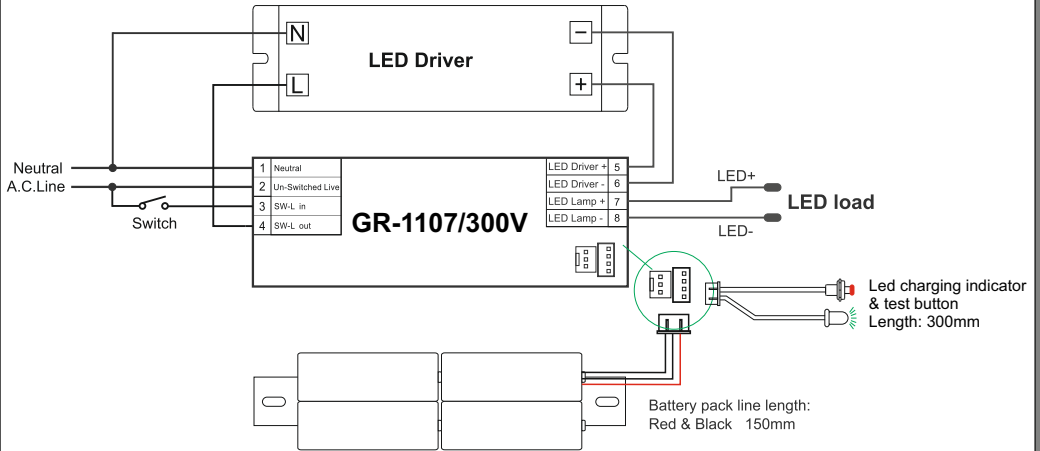 N
LED Driver
−
L
+
Neutral
A.C.Line
Switch
1 Neutral
2 Un-Switched Live
3 SW-L in
4 SW-L out
GR-1107/300V
LED Driver + 5
LED Driver - 6
LED Lamp + 7
LED Lamp - 8
LED+
LED load
LED-
Led charging indicator
& test button
Length: 300mm
Battery pack line length:
Red & Black 150mm